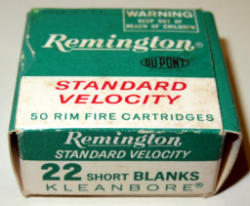 WARNING
KEEP OUT OF
REACH OF CHILDREN
Remington®
DU PONT
STANDARD
VELOCITY
50 RIM FIRE CARTRIDGES
Remington
STANDARD VELOCITY
22 SHORT BLANKS
KLEANBORE®